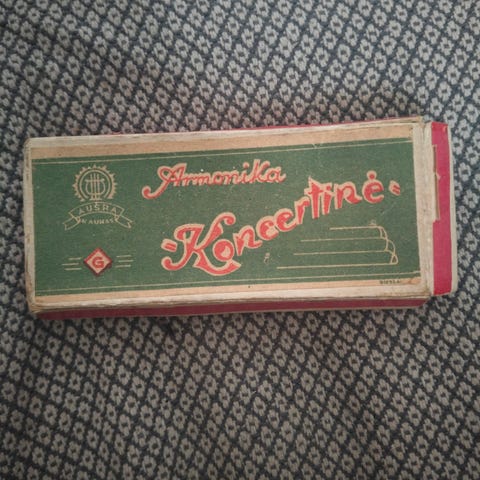 Armonika
"Koncertinė"
AUŠRA
KAUNAS
G